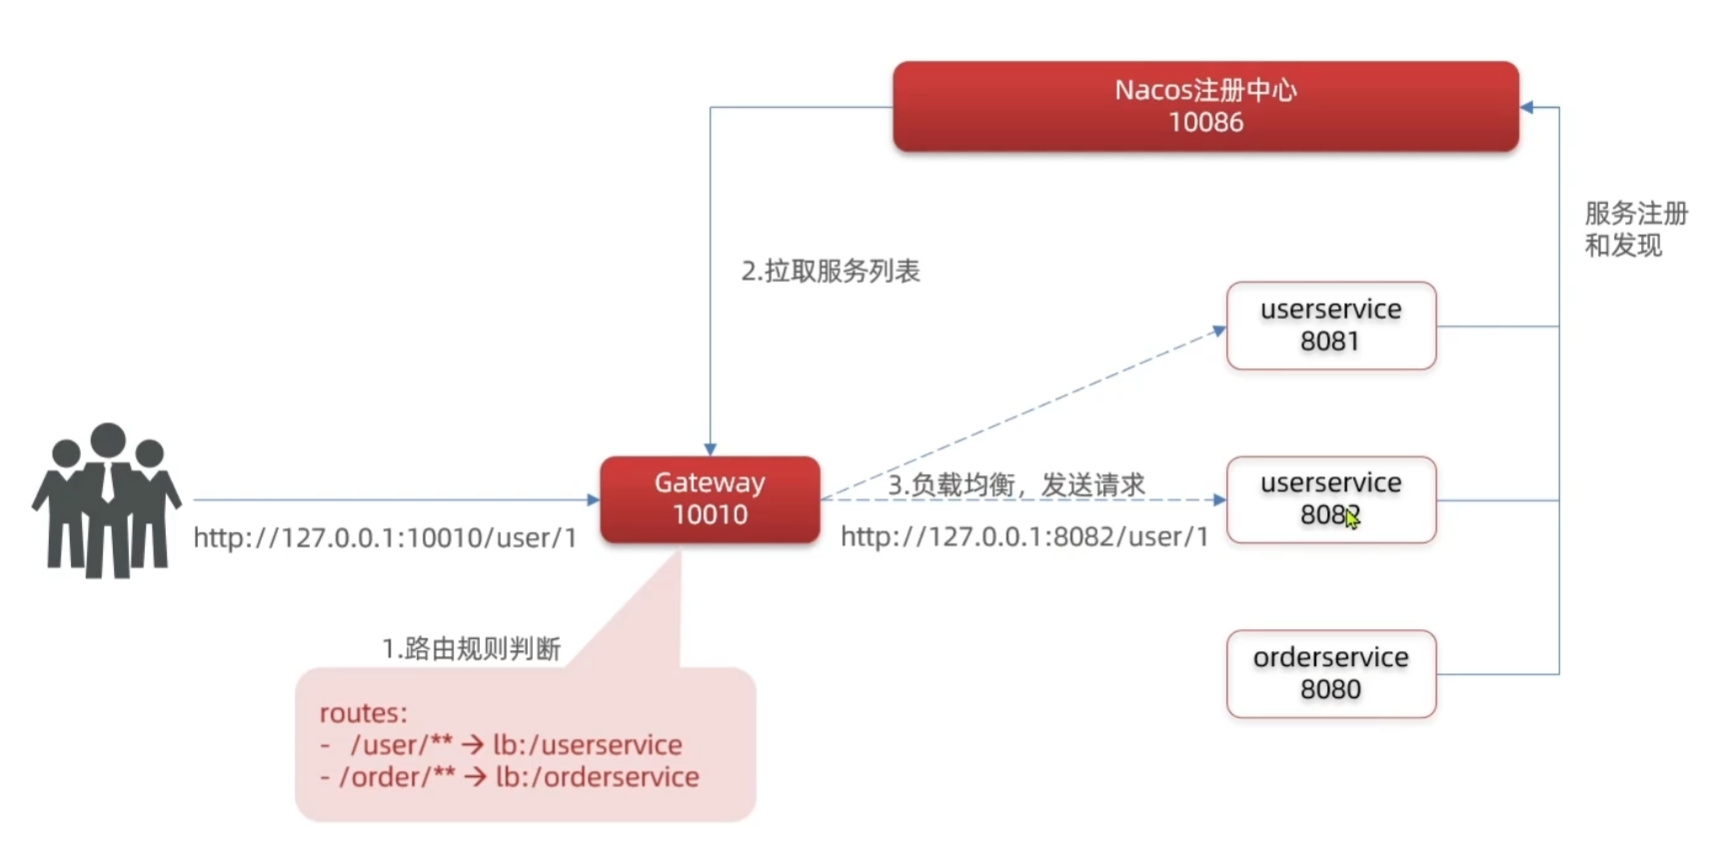 Nacos注册中心
10086
服务注册
和发现
2.拉取服务列表
userservice
8081
Gateway
10010
3.负载均衡，发送请求
userservice
8082
http://127.0.0.1:10010/user/1
http://127.0.0.1:8082/user/1
1.路由规则判断
orderservice
8080
routes:
- /user/** → lb:/userservice
- /order/** → lb:/orderservice